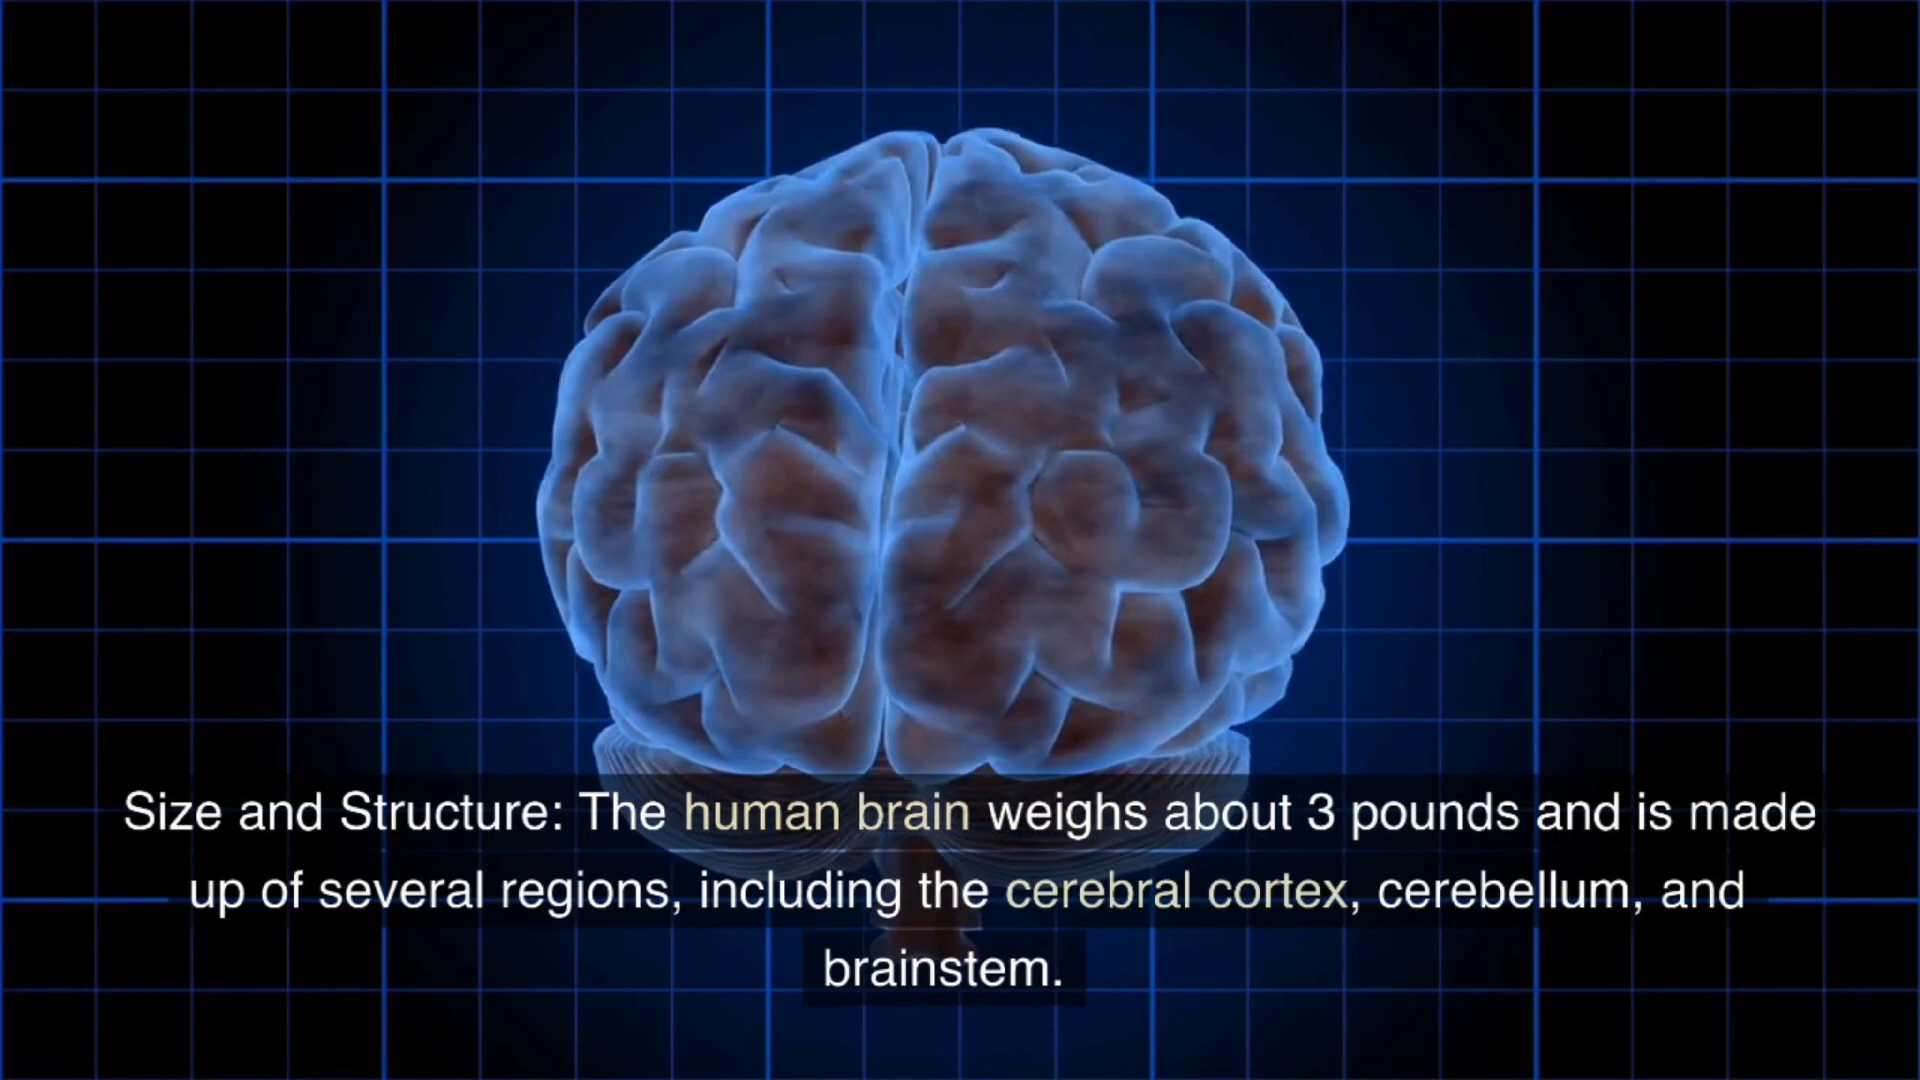 Size and Structure: The human brain weighs about 3 pounds and is made
up of several regions, including the cerebral cortex, cerebellum, and
brainstem.